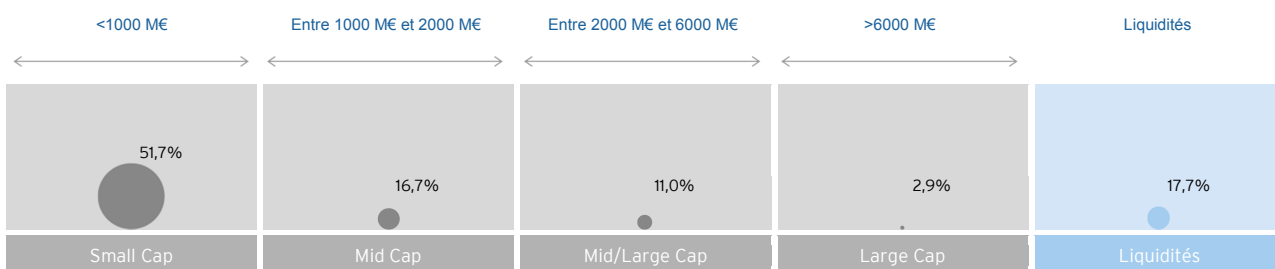 <1000 M€
Entre 1000 M€ et 2000 M€
Entre 2000 M€ et 6000 M€
>6000 M€
Liquidités
51,7%
16,7%
11,0%
2,9%
17,7%
Small Cap
Mid Cap
Mid/Large Cap
Large Cap
Liquidités